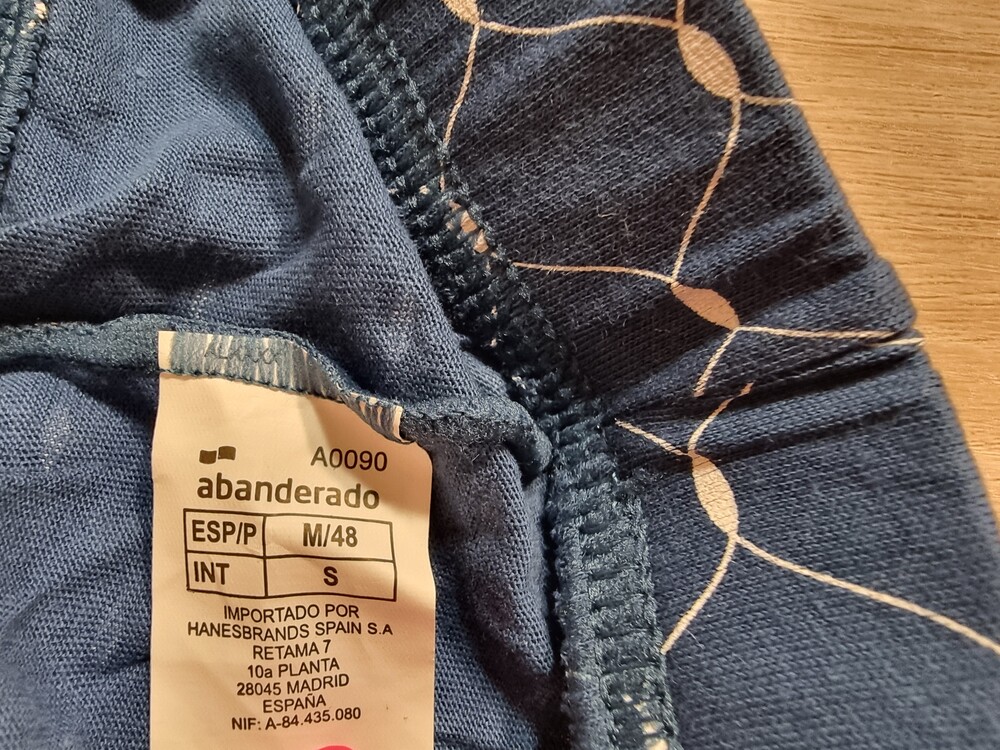 A0090
abanderado
ESP/P M/48
INT S
IMPORTADO POR
HANESBRANDS SPAIN S.A
RETAMA 7
10a PLANTA
28045 MADRID
ESPAÑA
NIF: A-84.435.080